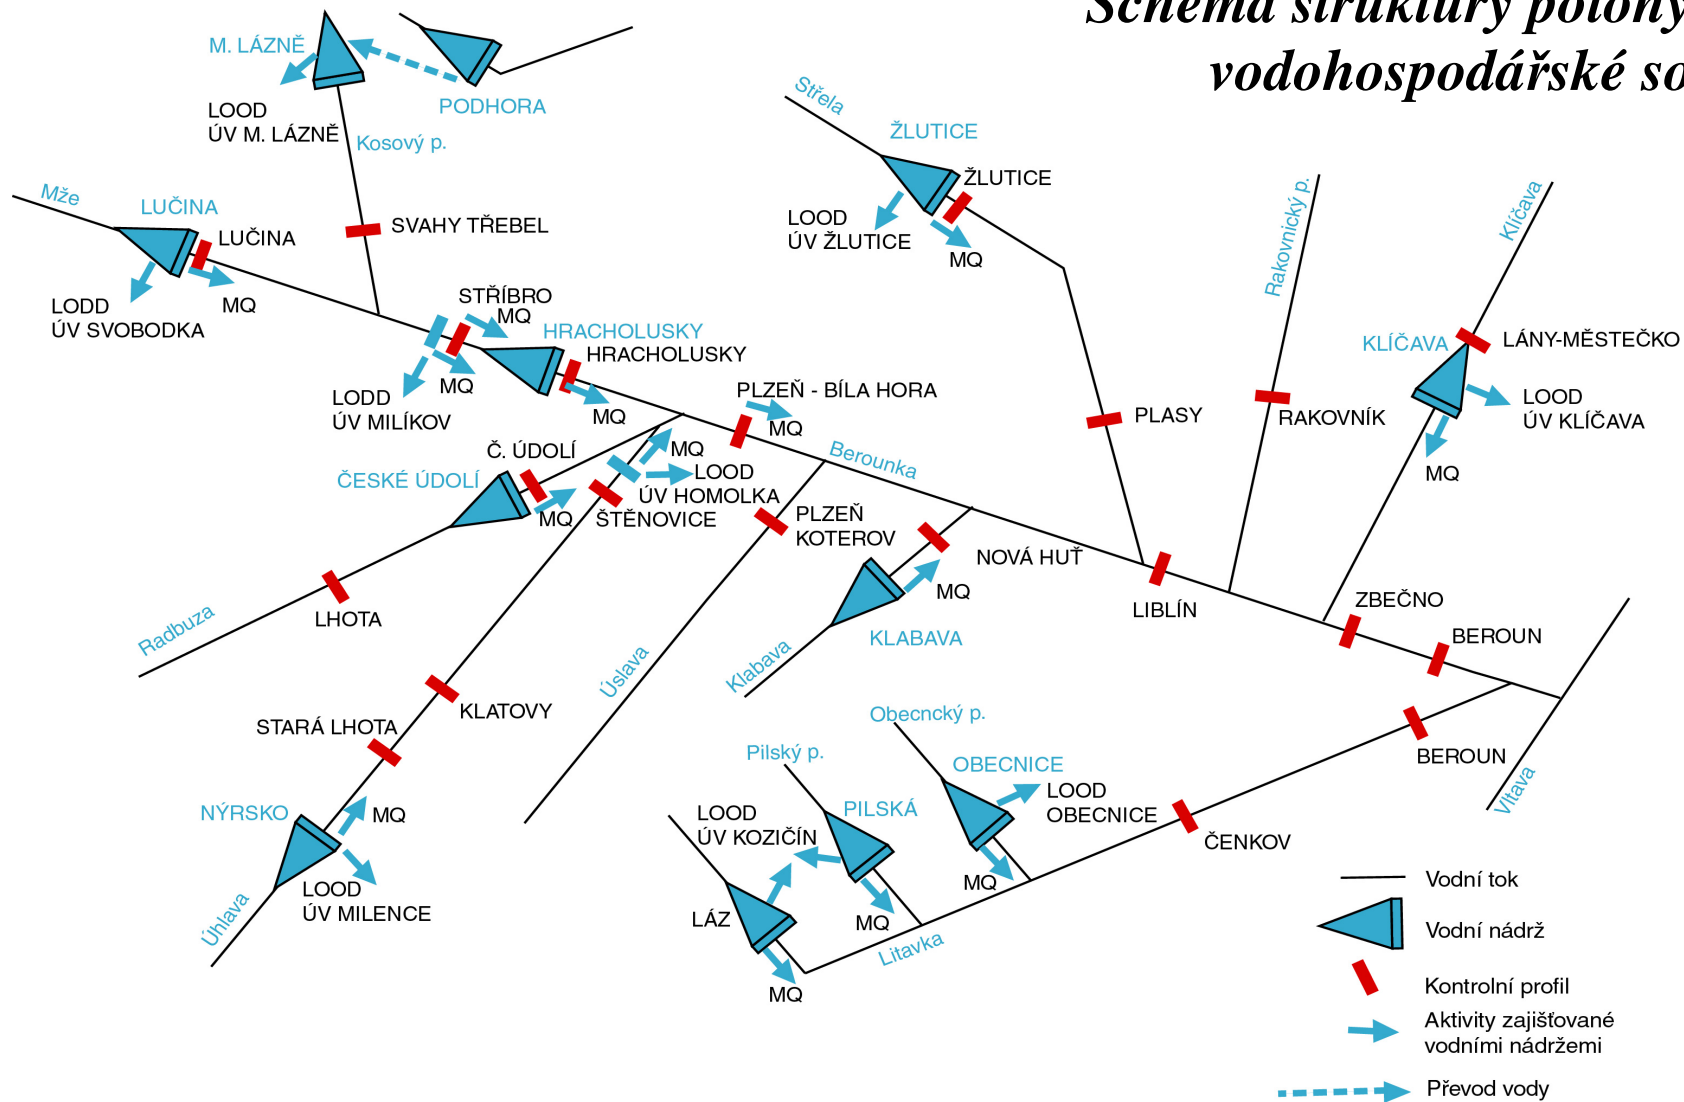 Schéma struktury
vodohospodářské
M. LÁZNĚ
LOOD
ÚV M. LÁZNĚ
PODHORA
Kosový p.
Střela
ŽLUTICE
ŽLUTICE
LOOD
ÚV ŽLUTICE
MQ
Mže
LUČINA
LUČINA
MQ
LODD
ÚV SVOBODKA
SVAHY TŘEBEL
Rakovnický p.
Klíčava
STŘÍBRO
MQ
HRACHOLUSKY
HRACHOLUSKY
MQ
LODD
ÚV MILÍKOV
MQ
PLZEŇ - BÍLA HORA
MQ
Berounka
PLASY
RAKOVNÍK
KLÍČAVA
LÁNY-MĚSTEČKO
LOOD
ÚV KLÍČAVA
MQ
Č. ÚDOLÍ
ČESKÉ ÚDOLÍ
MQ
MQ
LOOD
ÚV HOMOLKA
ŠTĚNOVICE
PLZEŇ
KOTEROV
NOVÁ HUŤ
MQ
KLABAVA
Klabava
LIBLÍN
ZBEČNO
BEROUN
LHOTA
Radbuza
Úslava
KLATOVY
STARÁ LHOTA
NÝRSKO
MQ
LOOD
ÚV MILENCE
Úhlava
Obecncký p.
Pilský p.
OBECNICE
LOOD
OBECNICE
MQ
PILSKÁ
LOOD
ÚV KOZIČÍN
MQ
LÁZ
MQ
Litavka
ČENKOV
BEROUN
Vltava
Vodní tok
Vodní nádrž
Kontrolní profil
Aktivity zajišťované
vodními nádržemi
Převod vody